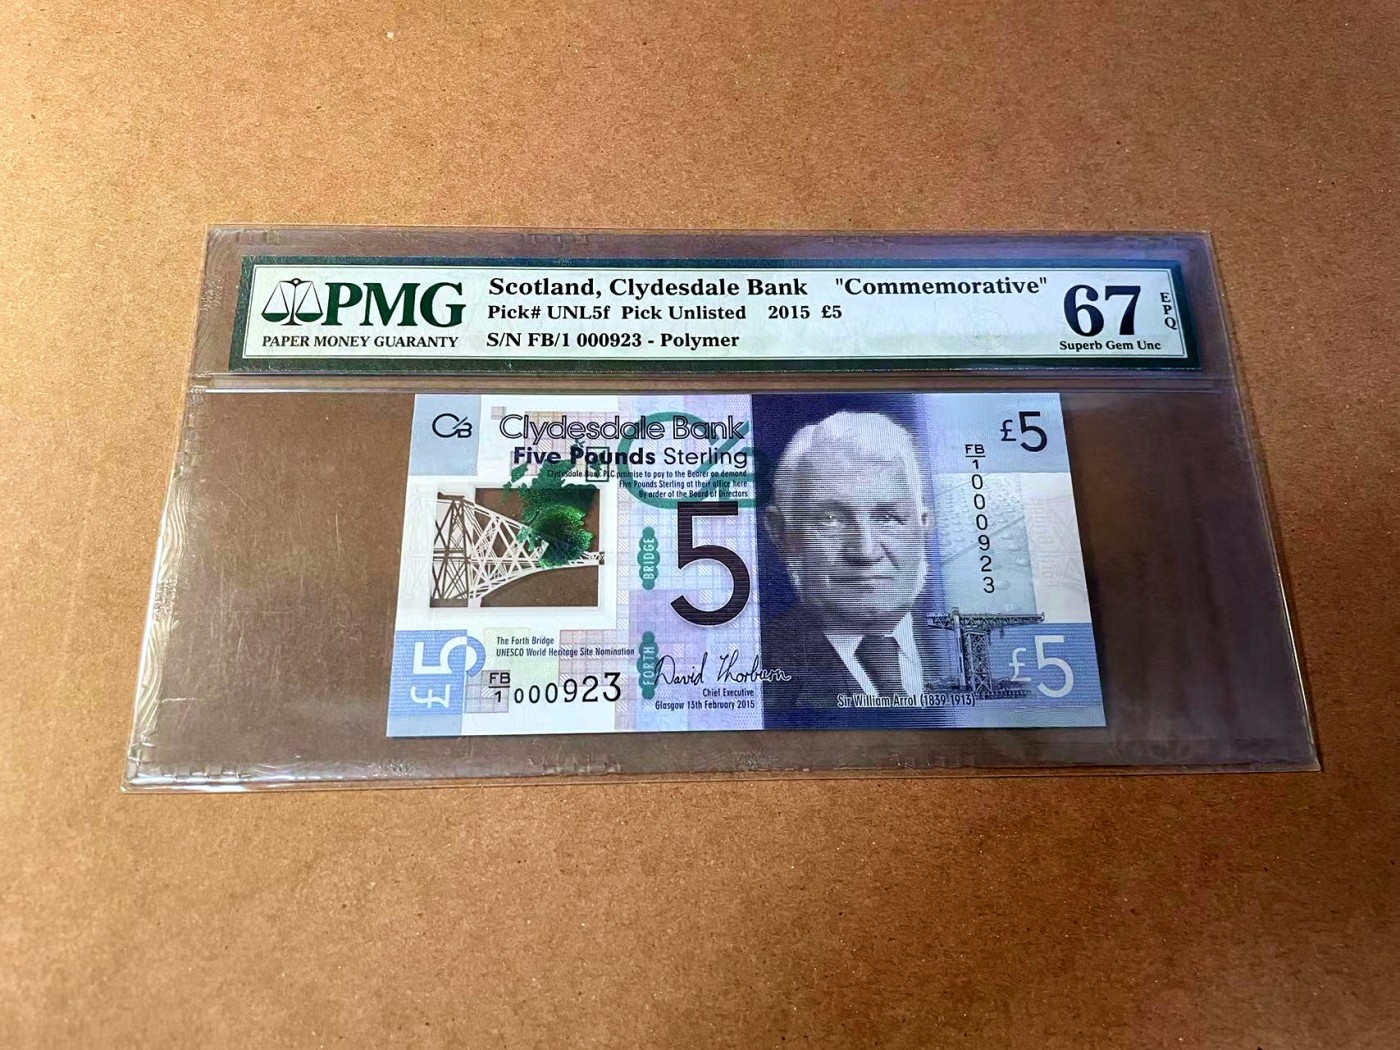 PMG
PAPER MONEY GUARANTY
Scotland, Clydesdale Bank "Commemorative"
Pick# UNL5f Pick Unlisted 2015 £5
S/N FB/1 000923 - Polymer
67
EPQ
Superb Gem Unc
CB
Clydesdale Bank
Five Pounds Sterling
Clydesdale Bank PLC promise to pay to the Bearer on demand
Five Pounds Sterling at their office here
By order of the Board of Directors
£5
FB/1 000923
5
FORTH BRIDGE
The Forth Bridge
UNESCO World Heritage Site Nomination
£5
FB/1 000923
David Thorburn
Chief Executive
Glasgow 15th February 2015
Sir William Arrol (1839-1913)
£5